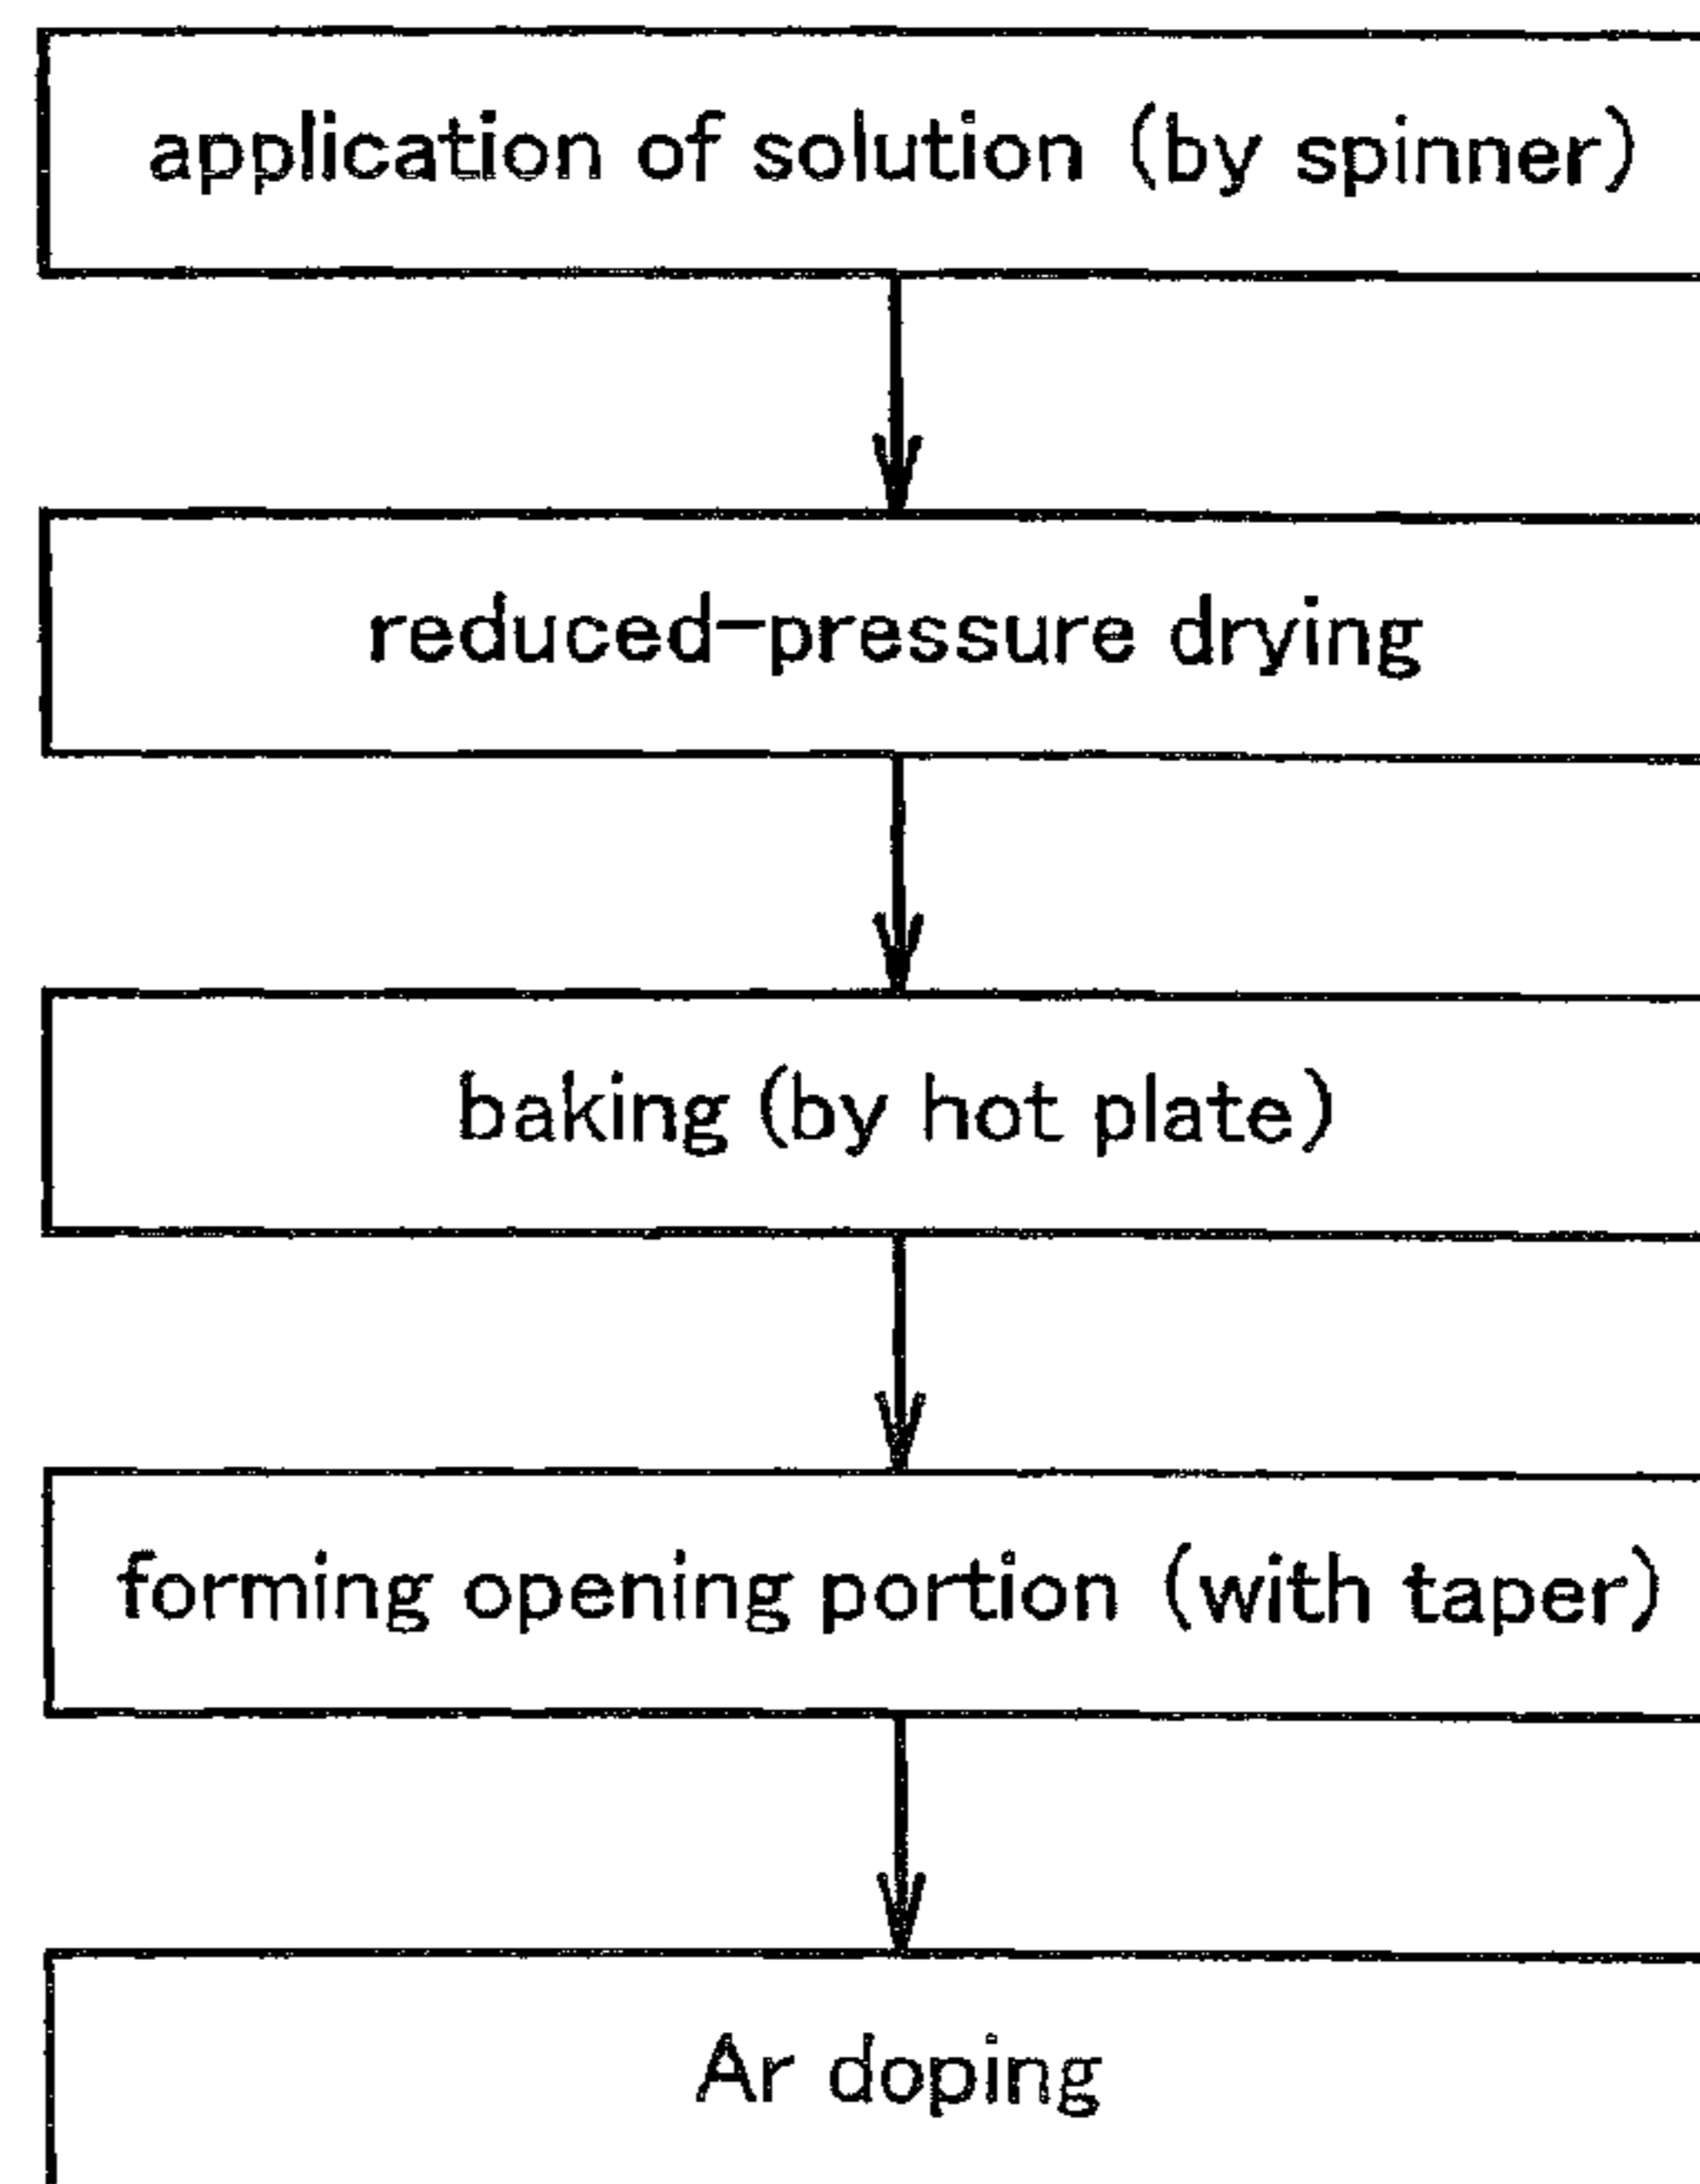 application of solution (by spinner)
reduced-pressure drying
baking (by hot plate)
forming opening portion (with taper)
Ar doping